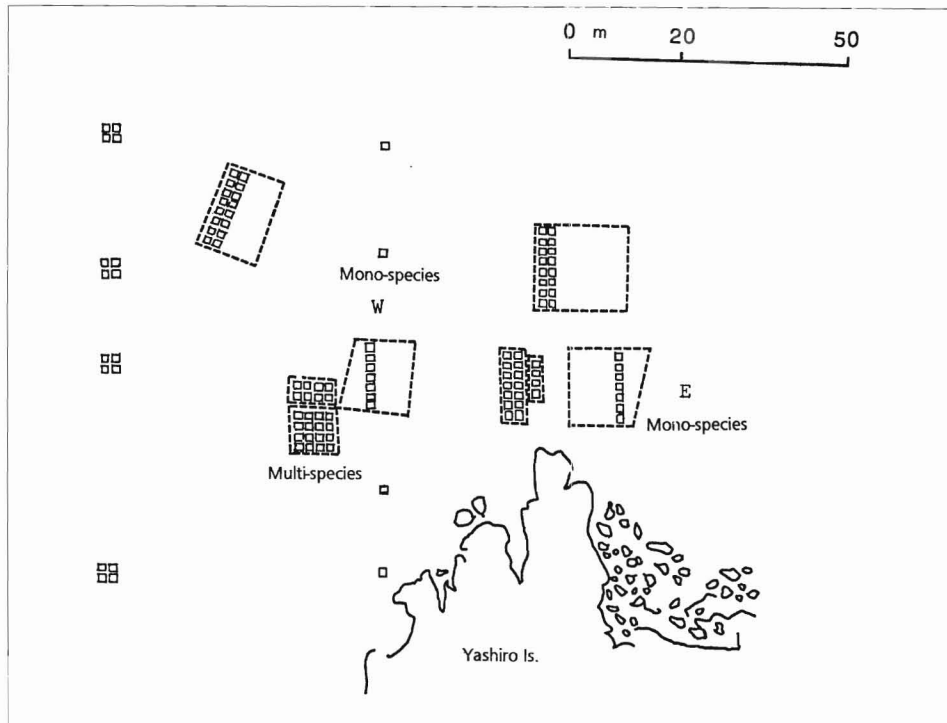 0 m 20 50
Mono-species
W
E
Mono-species
Multi-species
Yashiro Is.